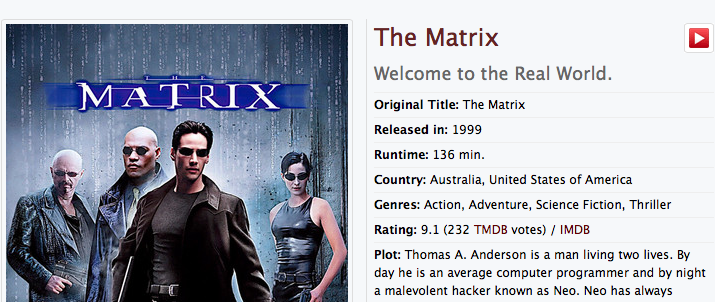 THE
MATRIX
The Matrix
Welcome to the Real World.
Original Title: The Matrix
Released in: 1999
Runtime: 136 min.
Country: Australia, United States of America
Genres: Action, Adventure, Science Fiction, Thriller
Rating: 9.1 (232 TMDB votes) / IMDB
Plot: Thomas A. Anderson is a man living two lives. By
day he is an average computer programmer and by night
a malevolent hacker known as Neo. Neo has always